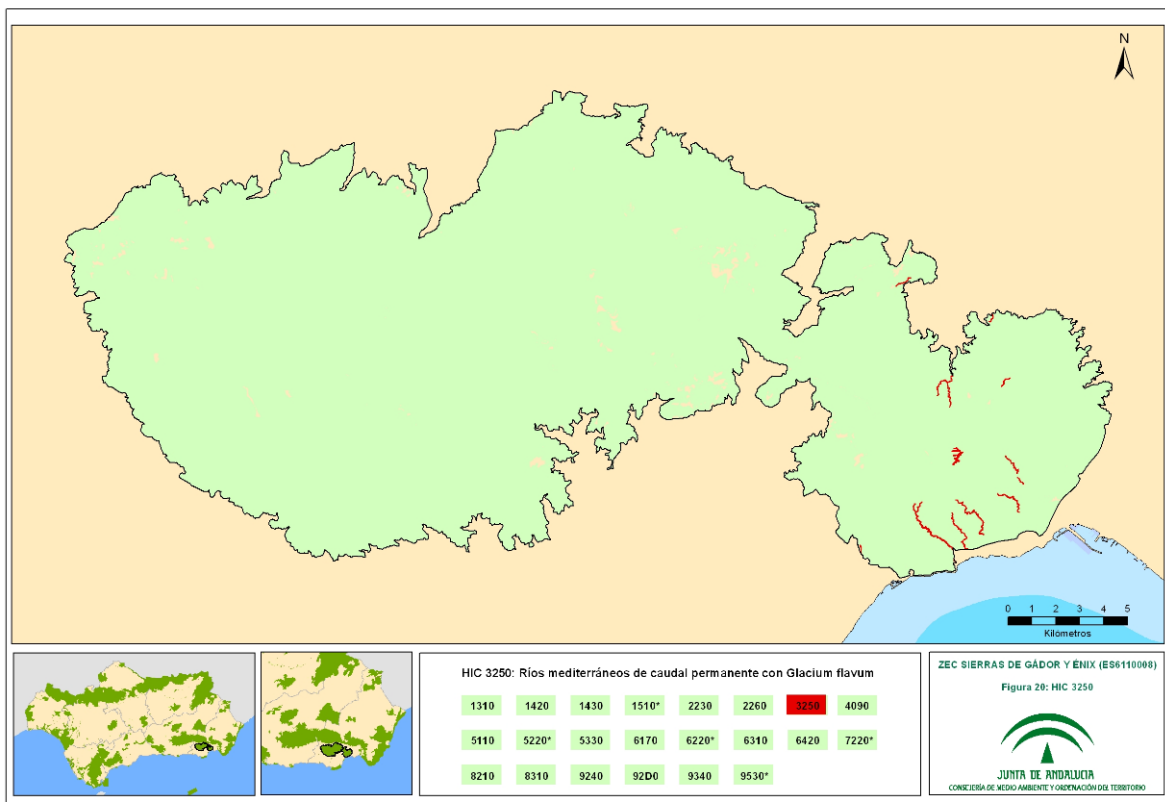 N
0 1 2 3 4 5
Kilometros
HIC 3250: Ríos mediterráneos de caudal permanente con Glacium flavum
1310 1420 1430 1510* 2230 2260 3250 4090
5110 5220* 5330 6170 6220* 6310 6420 7220*
8210 8310 9240 92D0 9340 9530*
ZEC SIERRAS DE GÁDOR Y ÉNIX (ES6110008)
Figura 20: HIC 3250
JUNTA DE ANDALUCIA
CONSEJERÍA DE MEDIO AMBIENTE Y ORDENACIÓN DEL TERRITORIO